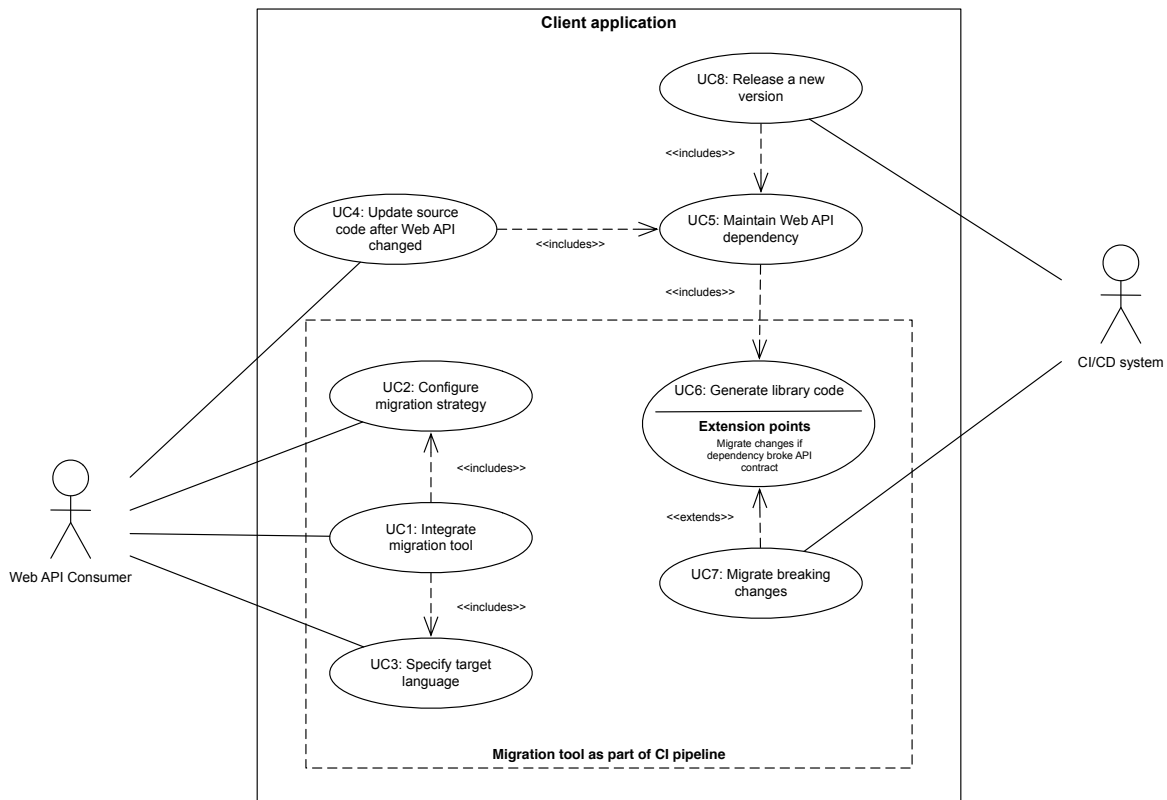 Client application
UC8: Release a new
version
<<includes>>
UC4: Update source
code after Web API
changed
<<includes>>
UC5: Maintain Web API
dependency
<<includes>>
CI/CD system
UC2: Configure
migration strategy
<<includes>>
UC6: Generate library code
Extension points
Migrate changes if
dependency broke API
contract
<<extends>>
UC1: Integrate
migration tool
Web API Consumer
UC7: Migrate breaking
changes
<<includes>>
UC3: Specify target
language
Migration tool as part of CI pipeline